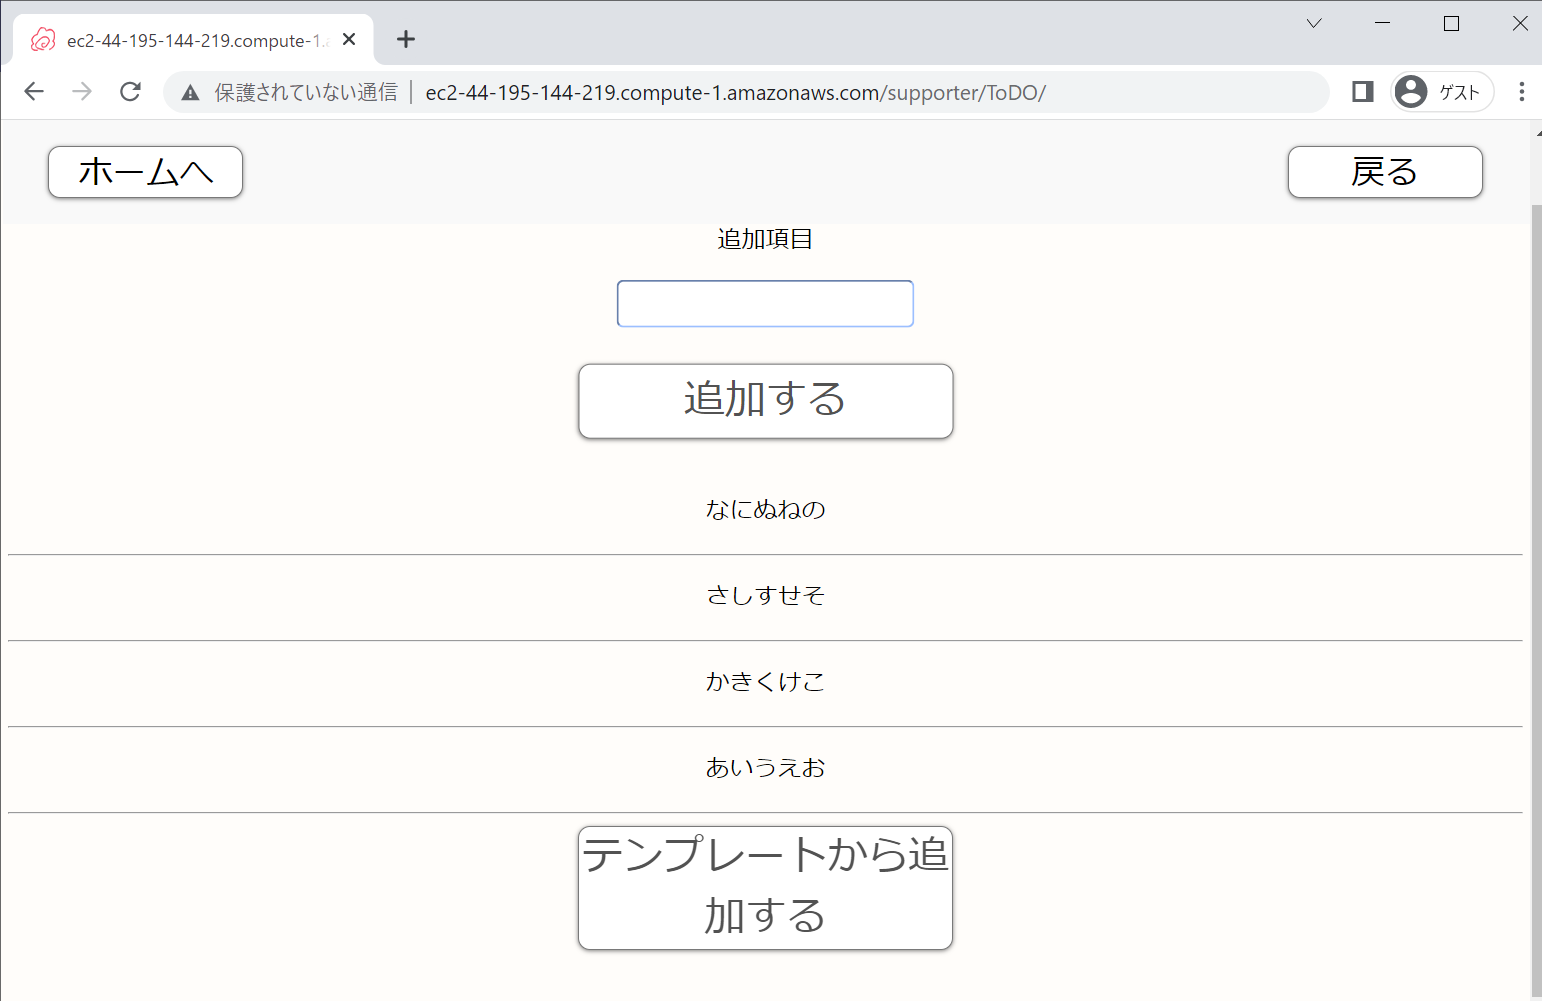 ec2-44-195-144-219.compute-1.a
保護されていない通信 | ec2-44-195-144-219.compute-1.amazonaws.com/supporter/ToDO/ ゲスト
ホームへ 戻る
追加項目
追加する
なにぬねの
さしすせそ
かきくけこ
あいうえお
テンプレートから追
加する